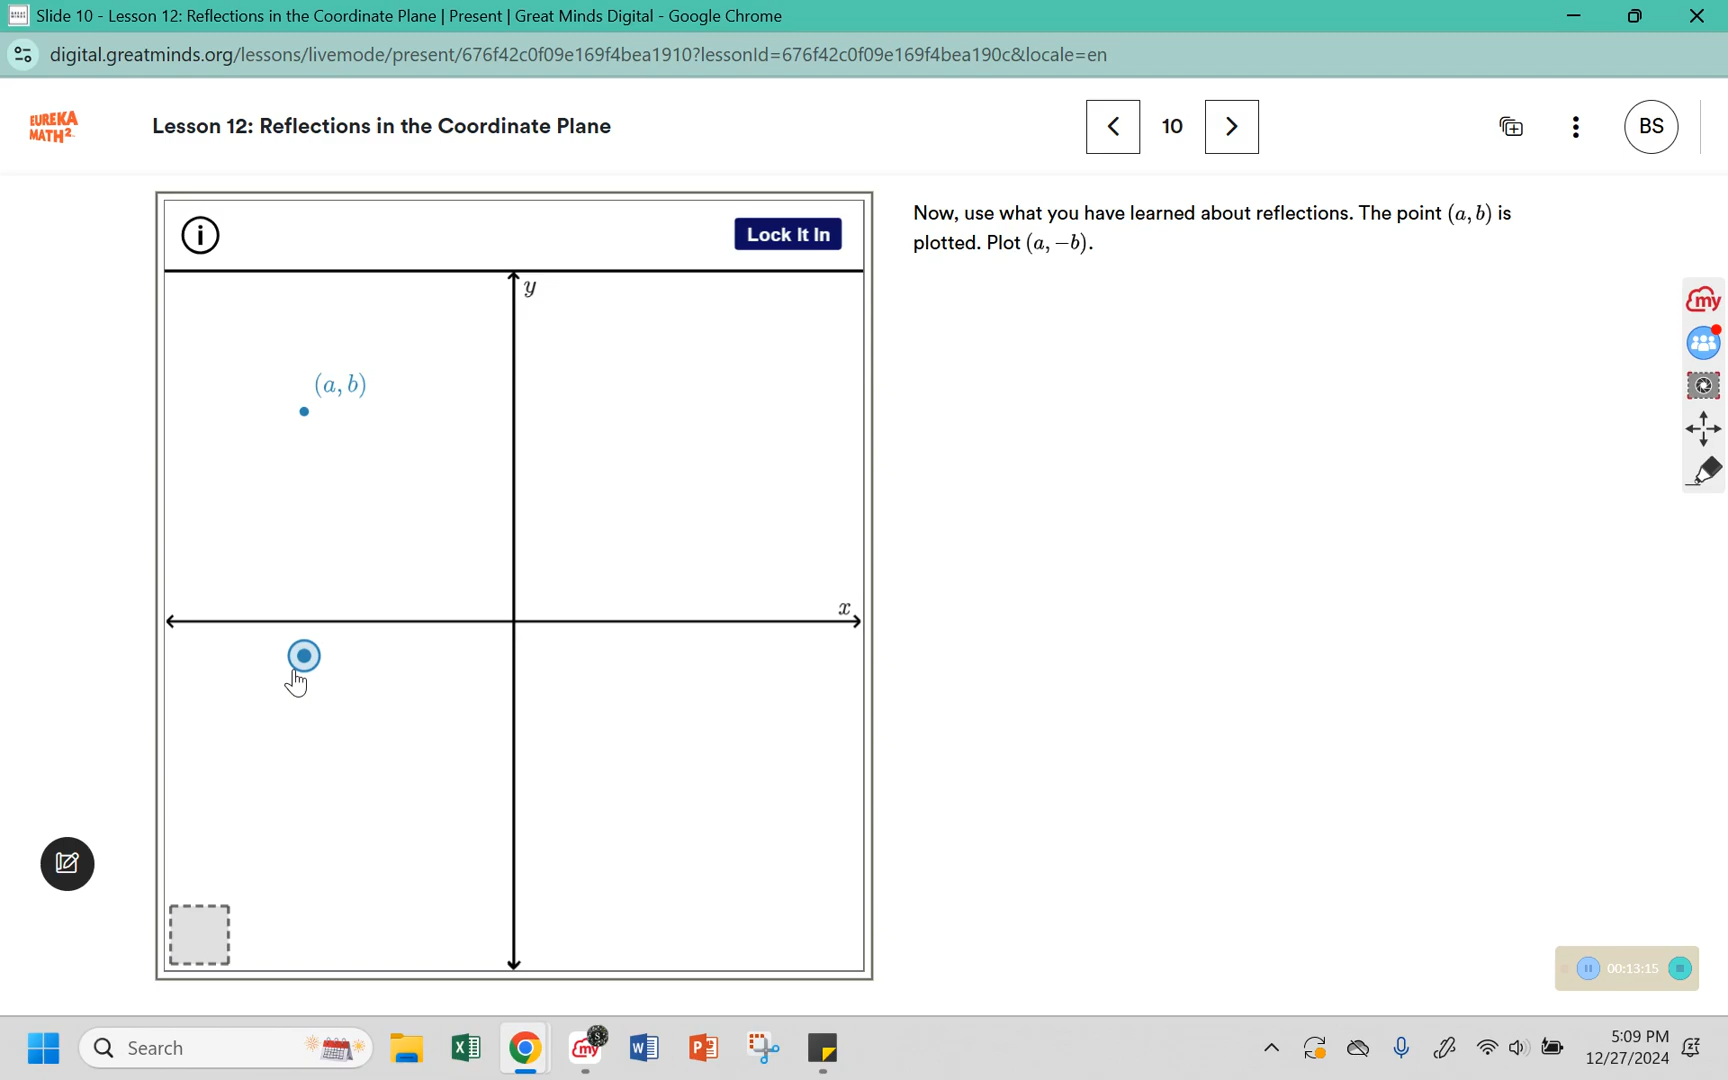 Slide 10 - Lesson 12: Reflections in the Coordinate Plane | Present | Great Minds Digital - Google Chrome
digital.greatminds.org/lessons/livemode/present/676f42c0f09e169f4bea1910?lessonId=676f42c0f09e169f4bea190c&locale=en
EUREKA
MATH²
Lesson 12: Reflections in the Coordinate Plane
10
BS
i
Lock It In
Now, use what you have learned about reflections. The point (a, b) is
plotted. Plot (a, −b).
y
my
(a, b)
x
00:13:15
Search
my
S
5:09 PM
12/27/2024